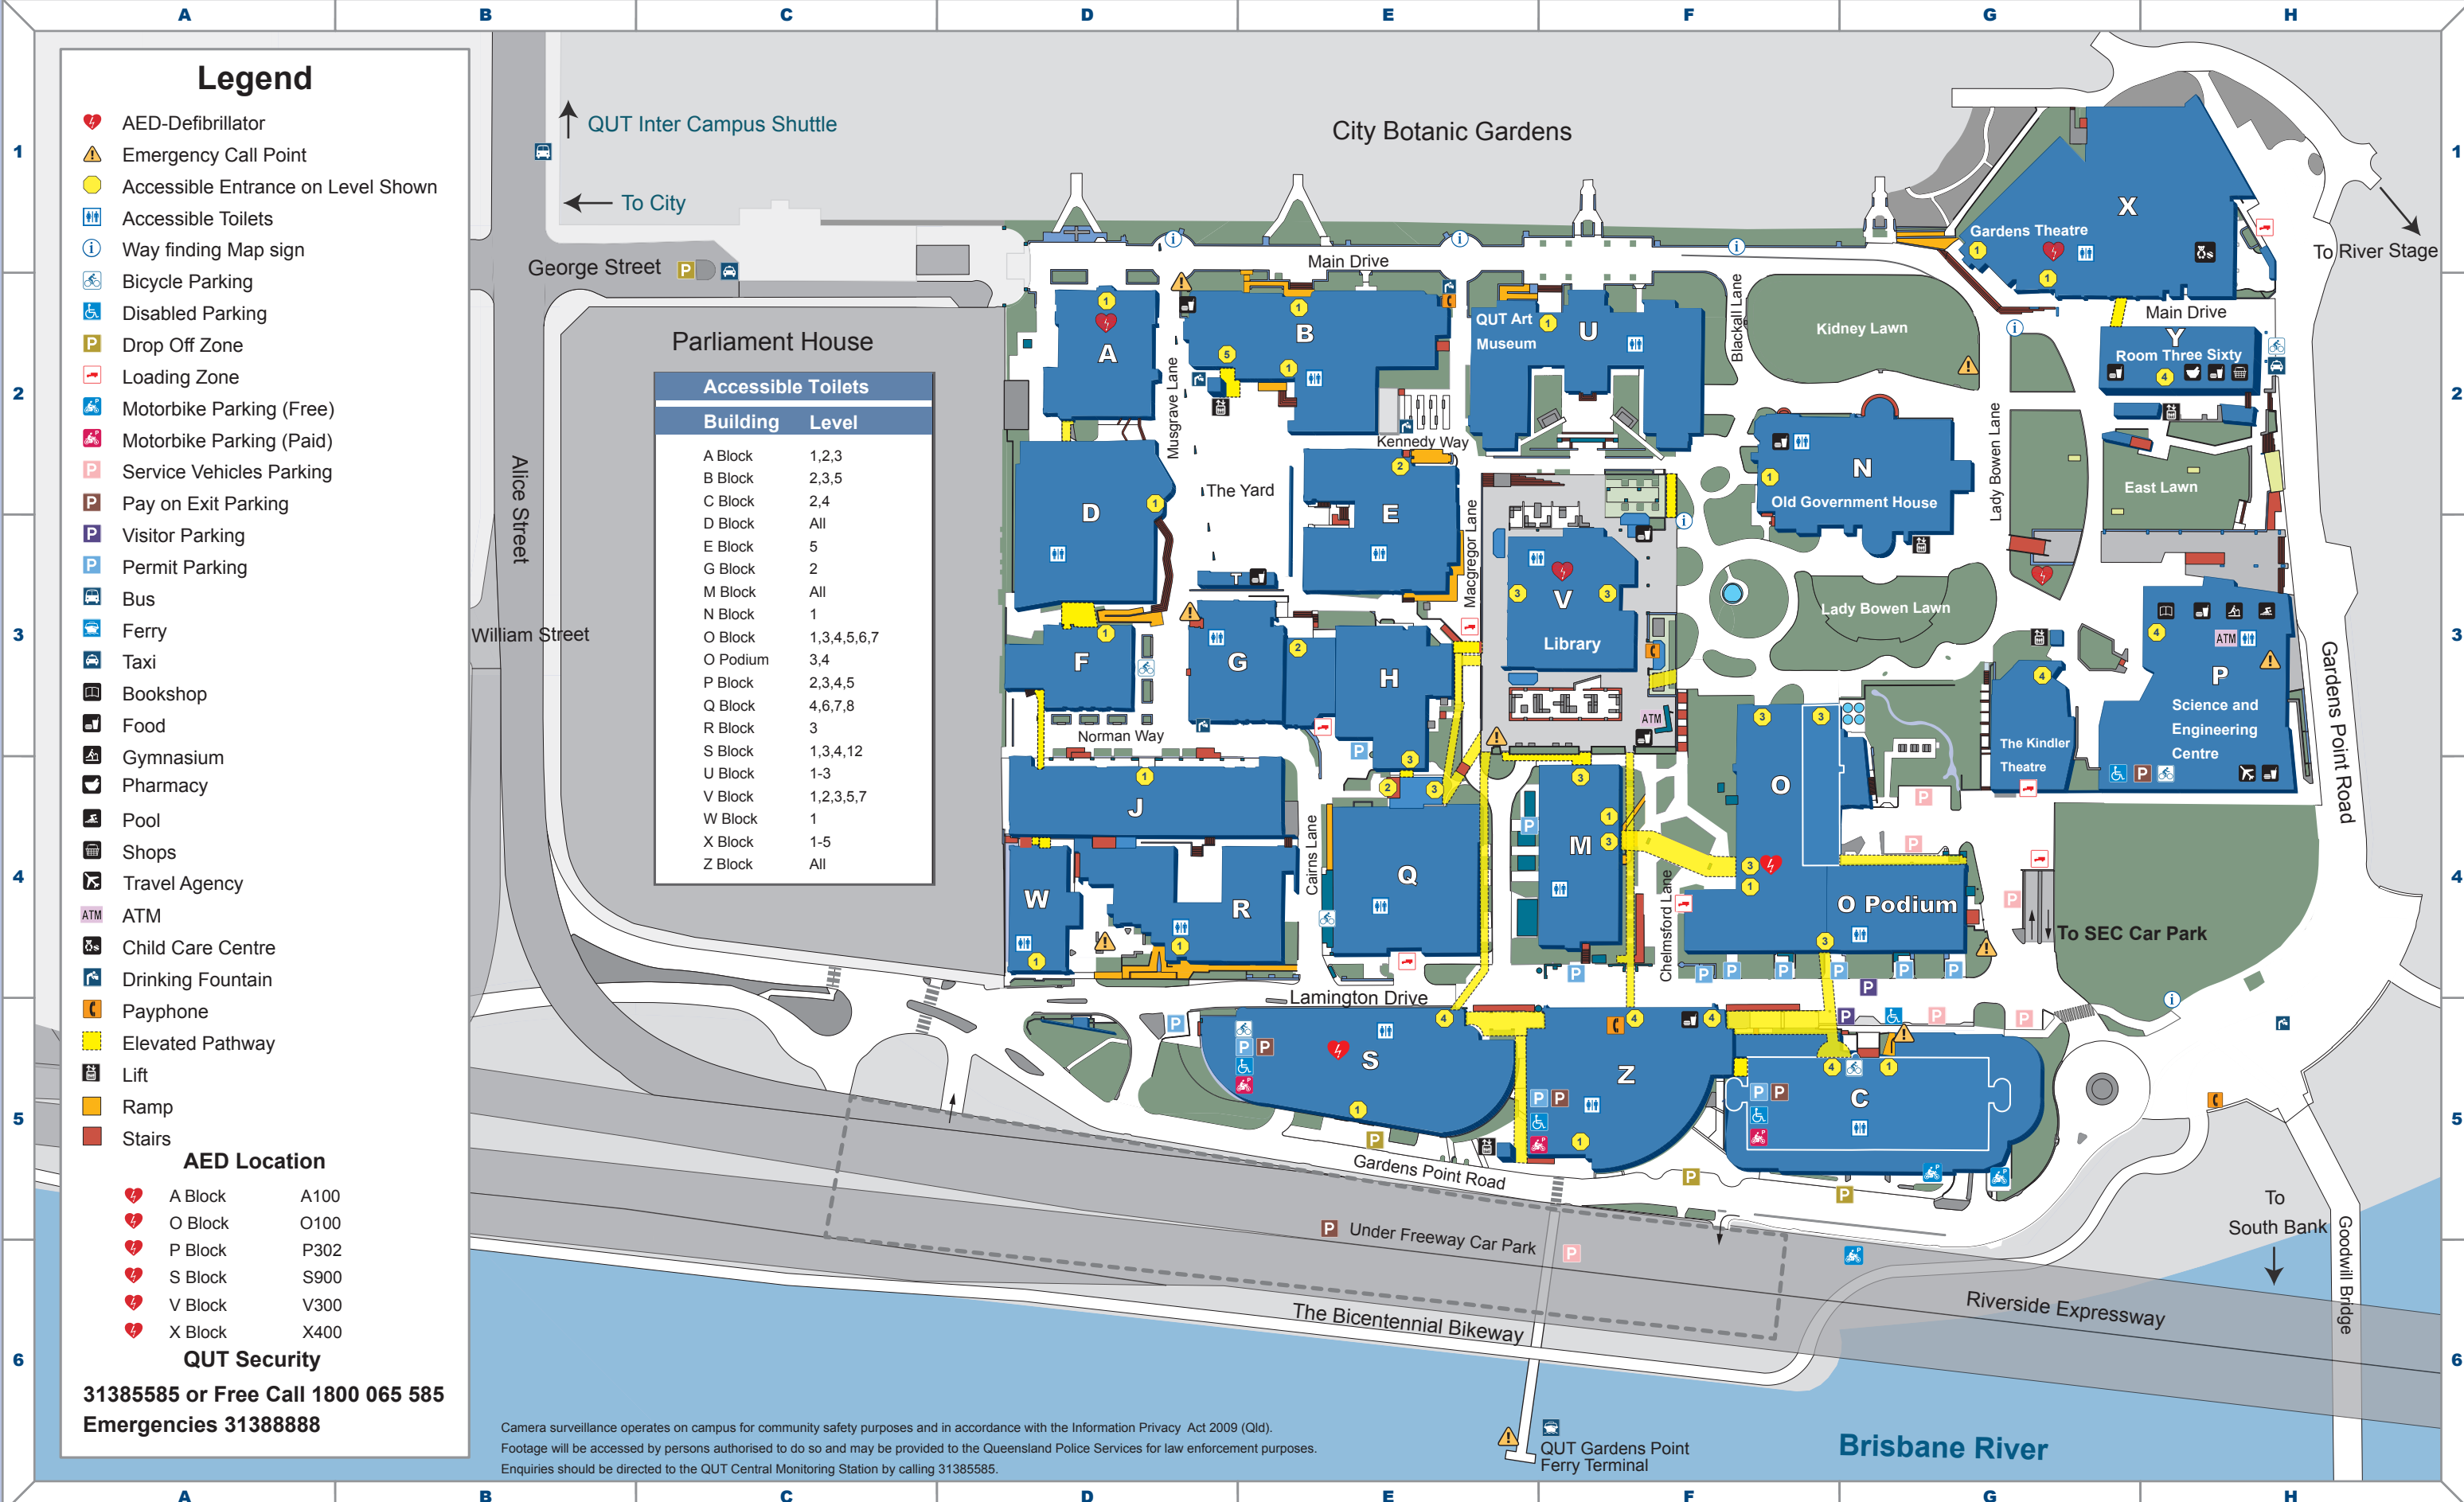 A B C D E F G H
Legend
AED-Defibrillator
Emergency Call Point
Accessible Entrance on Level Shown
Accessible Toilets
Way finding Map sign
Bicycle Parking
Disabled Parking
Drop Off Zone
Loading Zone
Motorbike Parking (Free)
Motorbike Parking (Paid)
Service Vehicles Parking
Pay on Exit Parking
Visitor Parking
Permit Parking
Bus
Ferry
Taxi
Bookshop
Food
Gymnasium
Pharmacy
Pool
Shops
Travel Agency
ATM ATM
Child Care Centre
Drinking Fountain
Payphone
Elevated Pathway
Lift
Ramp
Stairs
AED Location
A Block A100
O Block O100
P Block P302
S Block S900
V Block V300
X Block X400
QUT Security
31385585 or Free Call 1800 065 585
Emergencies 31388888
1
2
3
4
5
6
QUT Inter Campus Shuttle
To City
George Street
Alice Street
William Street
Parliament House
Accessible Toilets
Building Level
A Block 1,2,3
B Block 2,3,5
C Block 2,4
D Block All
E Block 5
G Block 2
M Block All
N Block 1
O Block 1,3,4,5,6,7
O Podium 3,4
P Block 2,3,4,5
Q Block 4,6,7,8
R Block 3
S Block 1,3,4,12
U Block 1-3
V Block 1,2,3,5,7
W Block 1
X Block 1-5
Z Block All
City Botanic Gardens
Main Drive
X
Gardens Theatre
To River Stage
Main Drive
Y
Room Three Sixty
A
Musgrave Lane
B
QUT Art
Museum
U
Blackall Lane
Kidney Lawn
Kennedy Way
N
Old Government House
Lady Bowen Lane
East Lawn
D
The Yard
E
Macgregor Lane
T
V
Library
Lady Bowen Lawn
F
G
H
ATM
ATM
P
Science and
Engineering
Centre
The Kindler
Theatre
Gardens Point Road
Norman Way
J
Cairns Lane
Q
M
O
O Podium
Chelmsford Lane
To SEC Car Park
W
R
Lamington Drive
S
Z
C
Gardens Point Road
Under Freeway Car Park
The Bicentennial Bikeway
Riverside Expressway
To
South Bank
Goodwill Bridge
QUT Gardens Point
Ferry Terminal
Brisbane River
Camera surveillance operates on campus for community safety purposes and in accordance with the Information Privacy Act 2009 (Qld).
Footage will be accessed by persons authorised to do so and may be provided to the Queensland Police Services for law enforcement purposes.
Enquiries should be directed to the QUT Central Monitoring Station by calling 31385585.
1
2
3
4
5
6
A B C D E F G H